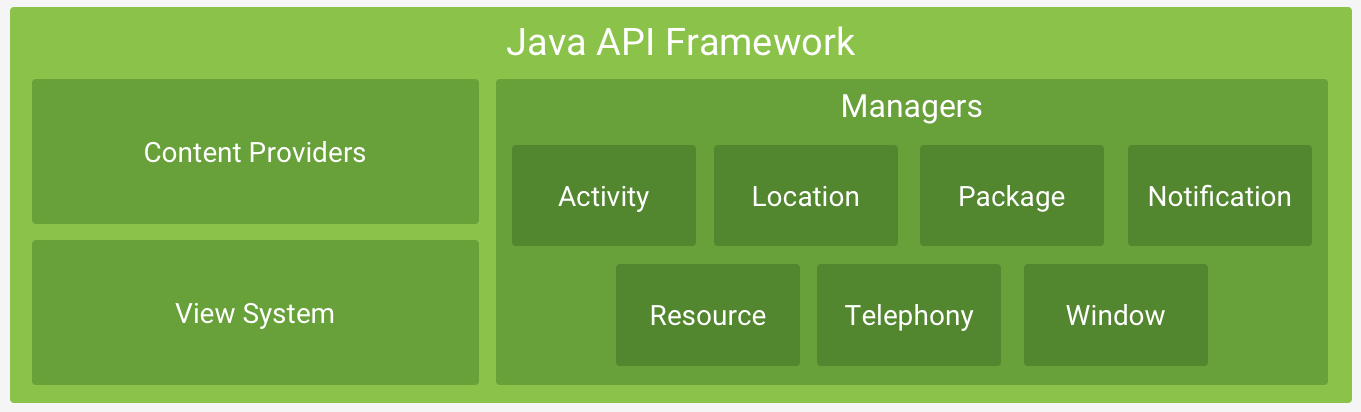 Java API Framework
Content Providers
View System
Managers
Activity
Location
Package
Notification
Resource
Telephony
Window